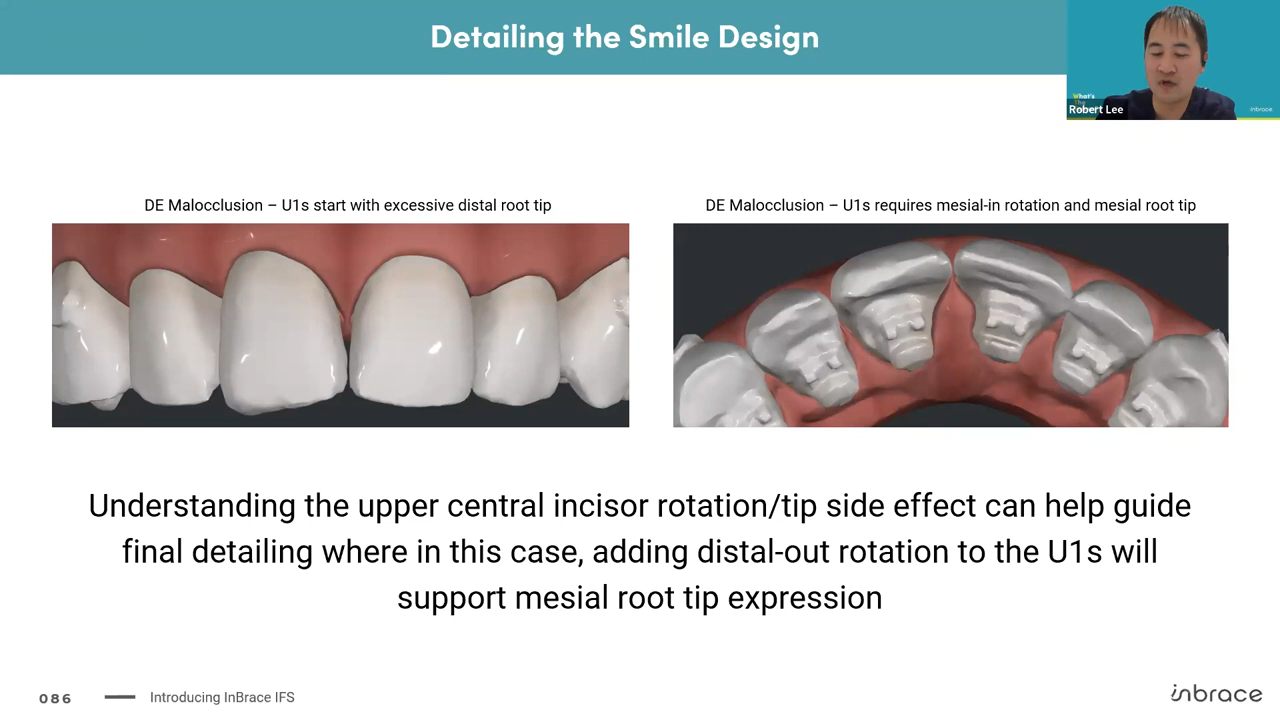 Detailing the Smile Design
What's
The
Robert Lee
inbrace
DE Malocclusion – U1s start with excessive distal root tip
DE Malocclusion – U1s requires mesial-in rotation and mesial root tip
Understanding the upper central incisor rotation/tip side effect can help guide
final detailing where in this case, adding distal-out rotation to the U1s will
support mesial root tip expression
086
Introducing InBrace IFS
inbrace